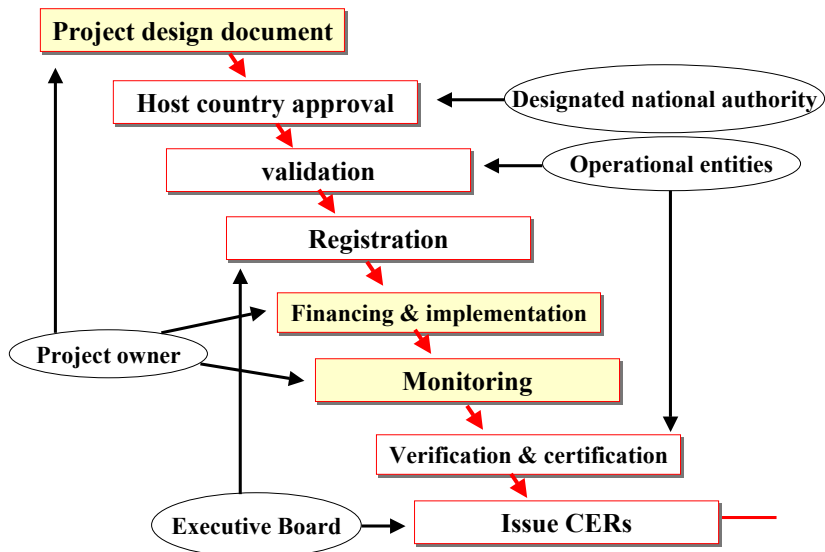 Project design document
Host country approval
Designated national authority
validation
Operational entities
Registration
Financing & implementation
Project owner
Monitoring
Verification & certification
Executive Board
Issue CERs